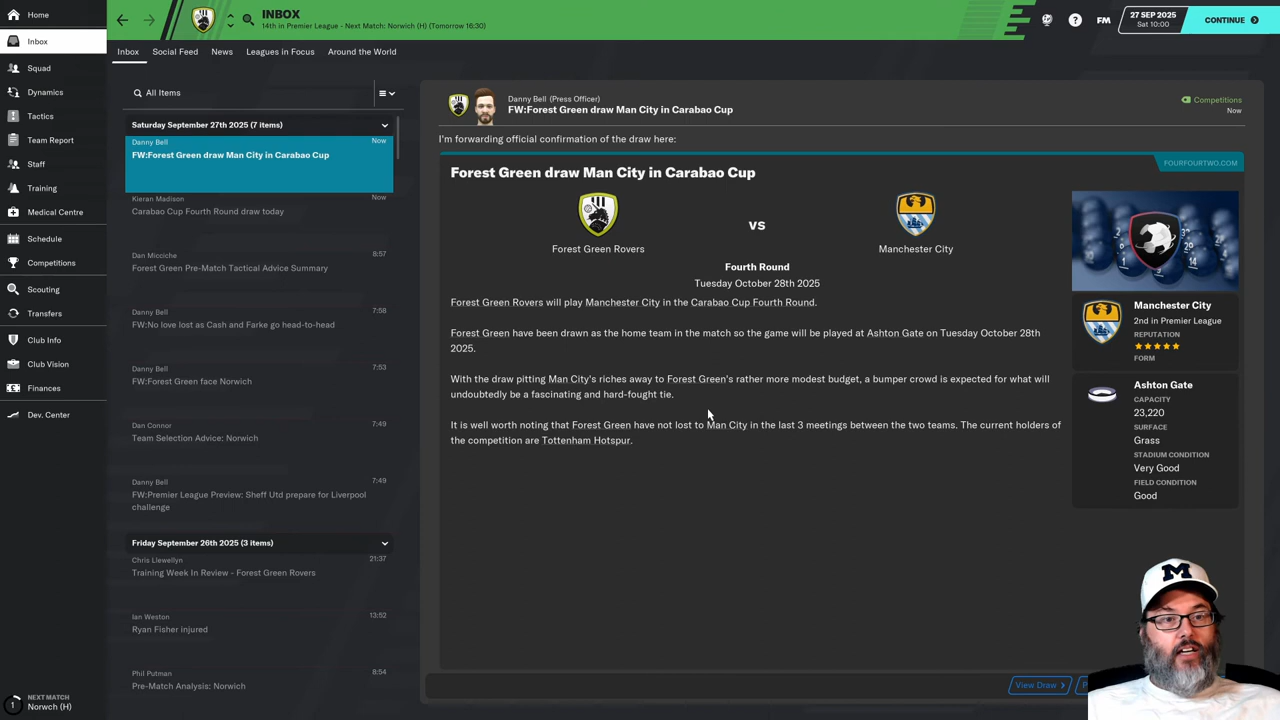 Home
Inbox
Squad
Dynamics
Tactics
Team Report
Staff
Training
Medical Centre
Schedule
Competitions
Scouting
Transfers
Club Info
Club Vision
Finances
Dev. Center
1
NEXT MATCH
Norwch (H)
INBOX
14th in Premier League - Next Match: Norwich (H) (Tomorrow 16:30)
?
FM
27 SEP 2025
Sat 10:00
CONTINUE
Inbox
Social Feed
News
Leagues in Focus
Around the World
All Items
Saturday September 27th 2025 (7 items)
Danny Bell
Now
FW:Forest Green draw Man City in Carabao Cup
Kieran Madison
Now
Carabao Cup Fourth Round draw today
Dan Micciche
8:57
Forest Green Pre-Match Tactical Advice Summary
Danny Bell
7:58
FW:No love lost as Cash and Farke go head-to-head
Danny Bell
7:53
FW:Forest Green face Norwich
Dan Connor
7:49
Team Selection Advice: Norwich
Danny Bell
7:49
FW:Premier League Preview: Sheff Utd prepare for Liverpool
challenge
Friday September 26th 2025 (3 items)
Chris Llewellyn
21:37
Training Week In Review - Forest Green Rovers
Ian Weston
13:52
Ryan Fisher injured
Phil Putman
8:54
Pre-Match Analysis: Norwich
Danny Bell (Press Officer)
FW:Forest Green draw Man City in Carabao Cup
Competitions
Now
I'm forwarding official confirmation of the draw here:
FOURFOURTWO.COM
Forest Green draw Man City in Carabao Cup
VS
Forest Green Rovers
Manchester City
Fourth Round
Tuesday October 28th 2025
Forest Green Rovers will play Manchester City in the Carabao Cup Fourth Round.
Forest Green have been drawn as the home team in the match so the game will be played at Ashton Gate on Tuesday October 28th
2025.
With the draw pitting Man City's riches away to Forest Green's rather more modest budget, a bumper crowd is expected for what will
undoubtedly be a fascinating and hard-fought tie.
It is well worth noting that Forest Green have not lost to Man City in the last 3 meetings between the two teams. The current holders of
the competition are Tottenham Hotspur.
Manchester City
2nd in Premier League
REPUTATION
FORM
Ashton Gate
CAPACITY
23,220
SURFACE
Grass
STADIUM CONDITION
Very Good
FIELD CONDITION
Good
View Draw
M